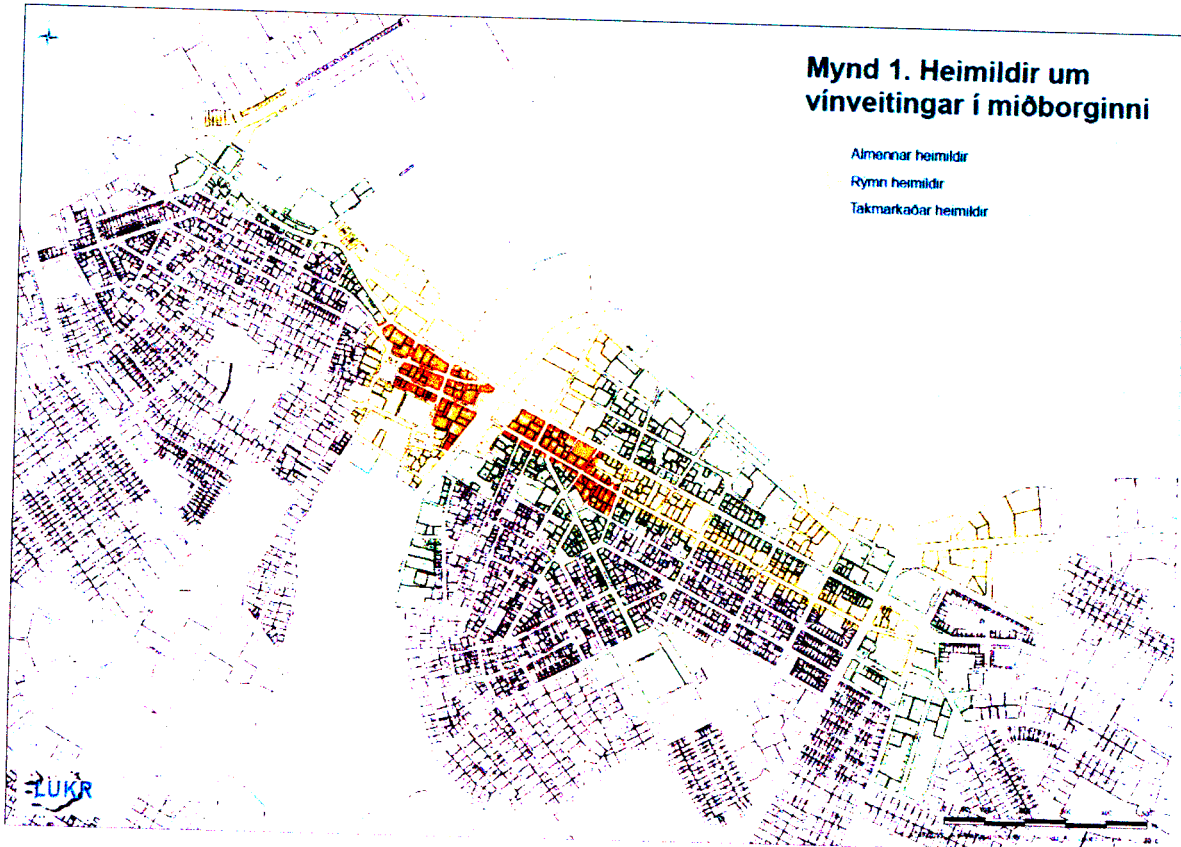 Mynd 1. Heimildir um
vínveitingar í miðborginni
Almennar heimildir
Rýmri heimildir
Takmarkaðar heimildir
LUKR